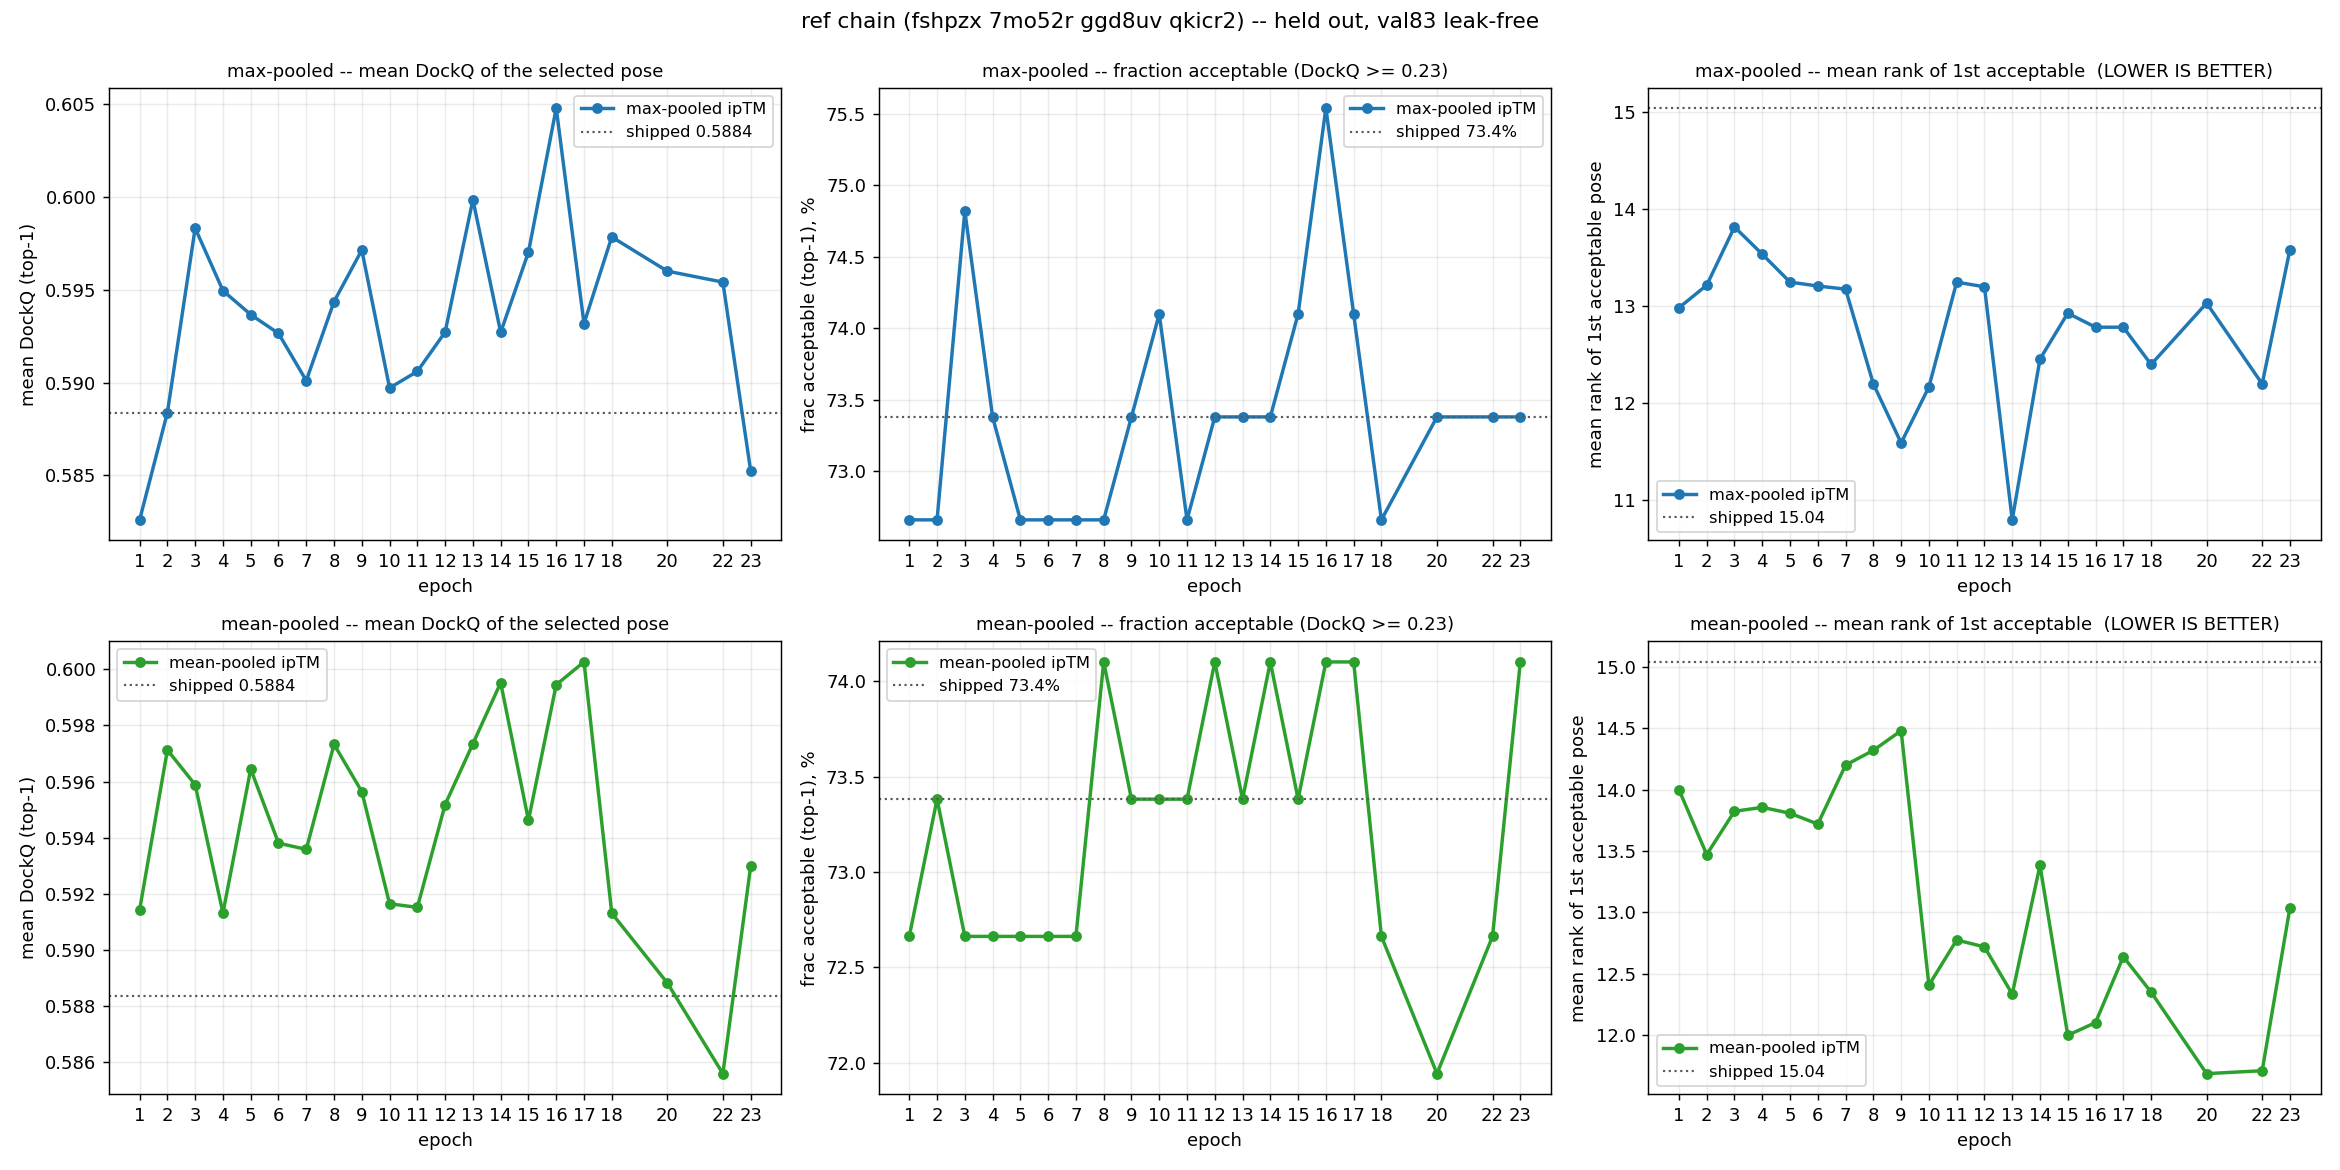 ref chain (fshpzx 7mo52r ggd8uv qkicr2) -- held out, val83 leak-free
max-pooled -- mean DockQ of the selected pose
mean DockQ (top-1)
0.605
0.600
0.595
0.590
0.585
max-pooled ipTM
shipped 0.5884
1 2 3 4 5 6 7 8 9 10 11 12 13 14 15 16 17 18 20 22 23
epoch
max-pooled -- fraction acceptable (DockQ >= 0.23)
frac acceptable (top-1), %
75.5
75.0
74.5
74.0
73.5
73.0
max-pooled ipTM
shipped 73.4%
1 2 3 4 5 6 7 8 9 10 11 12 13 14 15 16 17 18 20 22 23
epoch
max-pooled -- mean rank of 1st acceptable  (LOWER IS BETTER)
mean rank of 1st acceptable pose
15
14
13
12
11
max-pooled ipTM
shipped 15.04
1 2 3 4 5 6 7 8 9 10 11 12 13 14 15 16 17 18 20 22 23
epoch
mean-pooled -- mean DockQ of the selected pose
mean DockQ (top-1)
0.600
0.598
0.596
0.594
0.592
0.590
0.588
0.586
mean-pooled ipTM
shipped 0.5884
1 2 3 4 5 6 7 8 9 10 11 12 13 14 15 16 17 18 20 22 23
epoch
mean-pooled -- fraction acceptable (DockQ >= 0.23)
frac acceptable (top-1), %
74.0
73.5
73.0
72.5
72.0
mean-pooled ipTM
shipped 73.4%
1 2 3 4 5 6 7 8 9 10 11 12 13 14 15 16 17 18 20 22 23
epoch
mean-pooled -- mean rank of 1st acceptable  (LOWER IS BETTER)
mean rank of 1st acceptable pose
15.0
14.5
14.0
13.5
13.0
12.5
12.0
mean-pooled ipTM
shipped 15.04
1 2 3 4 5 6 7 8 9 10 11 12 13 14 15 16 17 18 20 22 23
epoch